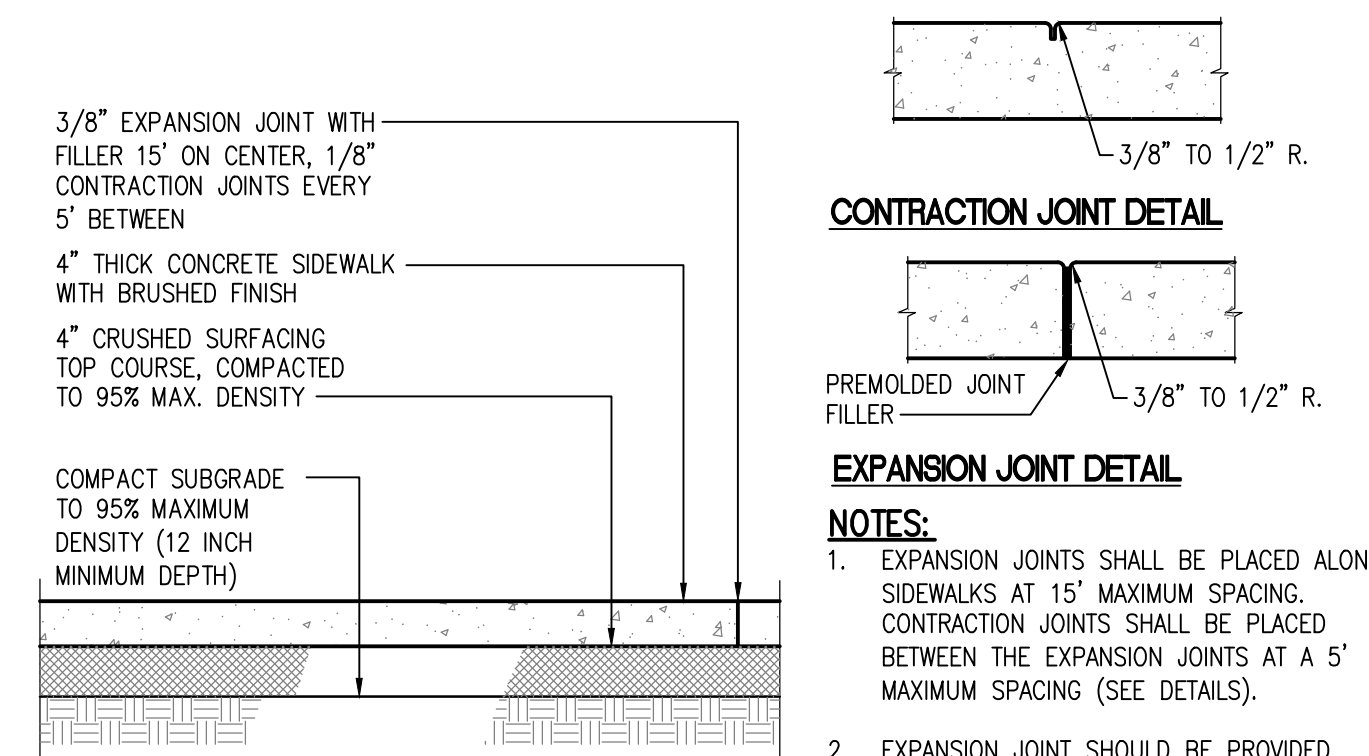 3/8” EXPANSION JOINT WITH
FILLER 15’ ON CENTER, 1/8”
CONTRACTION JOINTS EVERY
5’ BETWEEN
4” THICK CONCRETE SIDEWALK
WITH BRUSHED FINISH
4” CRUSHED SURFACING
TOP COURSE, COMPACTED
TO 95% MAX. DENSITY
COMPACT SUBGRADE
TO 95% MAXIMUM
DENSITY (12 INCH
MINIMUM DEPTH)
3/8” TO 1/2” R.
CONTRACTION JOINT DETAIL
PREMOLDED JOINT
FILLER
3/8” TO 1/2” R.
EXPANSION JOINT DETAIL
NOTES:
1. EXPANSION JOINTS SHALL BE PLACED ALON
SIDEWALKS AT 15’ MAXIMUM SPACING.
CONTRACTION JOINTS SHALL BE PLACED
BETWEEN THE EXPANSION JOINTS AT A 5’
MAXIMUM SPACING (SEE DETAILS).
2. EXPANSION JOINT SHOULD BE PROVIDED